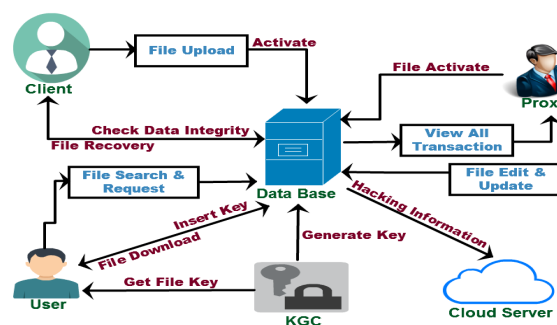 File Upload
Activate
Client
File Activate
Prox
Check Data Integrity
File Recovery
View All
Transaction
File Search &
Request
Data Base
File Edit &
Update
Insert Key
File Download
Hacking Information
Generate Key
User
Get File Key
KGC
Cloud Server